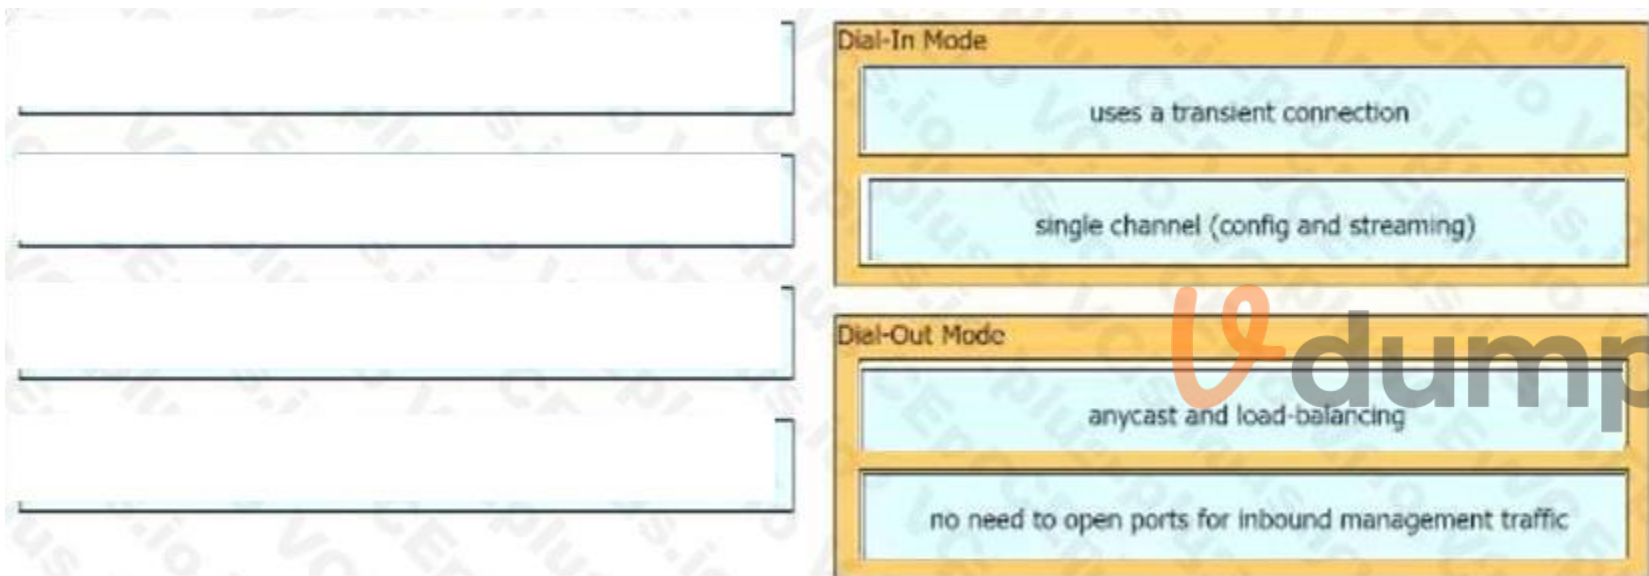 Dial-In Mode
uses a transient connection
single channel (config and streaming)
Dial-Out Mode
anycast and load-balancing
no need to open ports for inbound management traffic